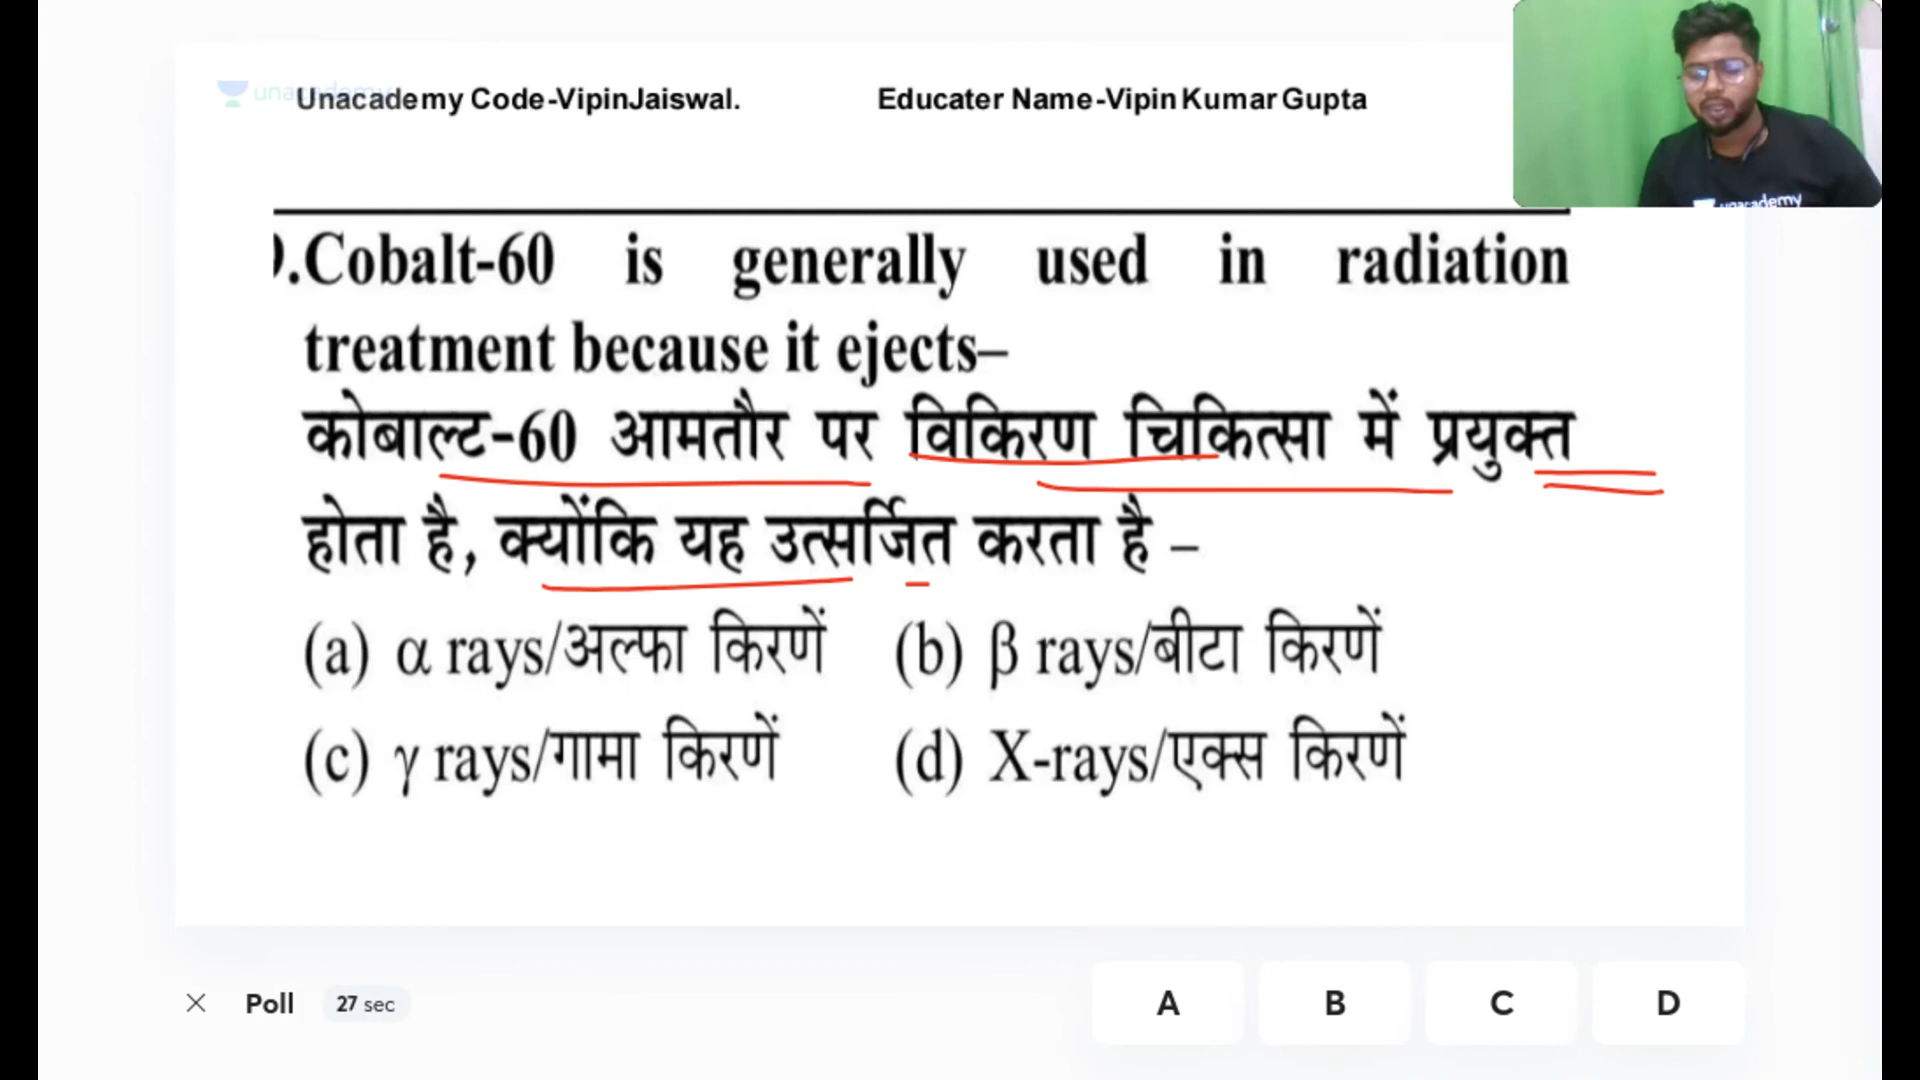 unacademy
Unacademy Code-VipinJaiswal. Educater Name-Vipin Kumar Gupta
unacademy
.Cobalt-60 is generally used in radiation
treatment because it ejects–
कोबाल्ट-60 आमतौर पर विकिरण चिकित्सा में प्रयुक्त
होता है, क्योंकि यह उत्सर्जित करता है –
(a) α rays/अल्फा किरणें (b) β rays/बीटा किरणें
(c) γ rays/गामा किरणें (d) X-rays/एक्स किरणें
Poll 27 sec A B C D